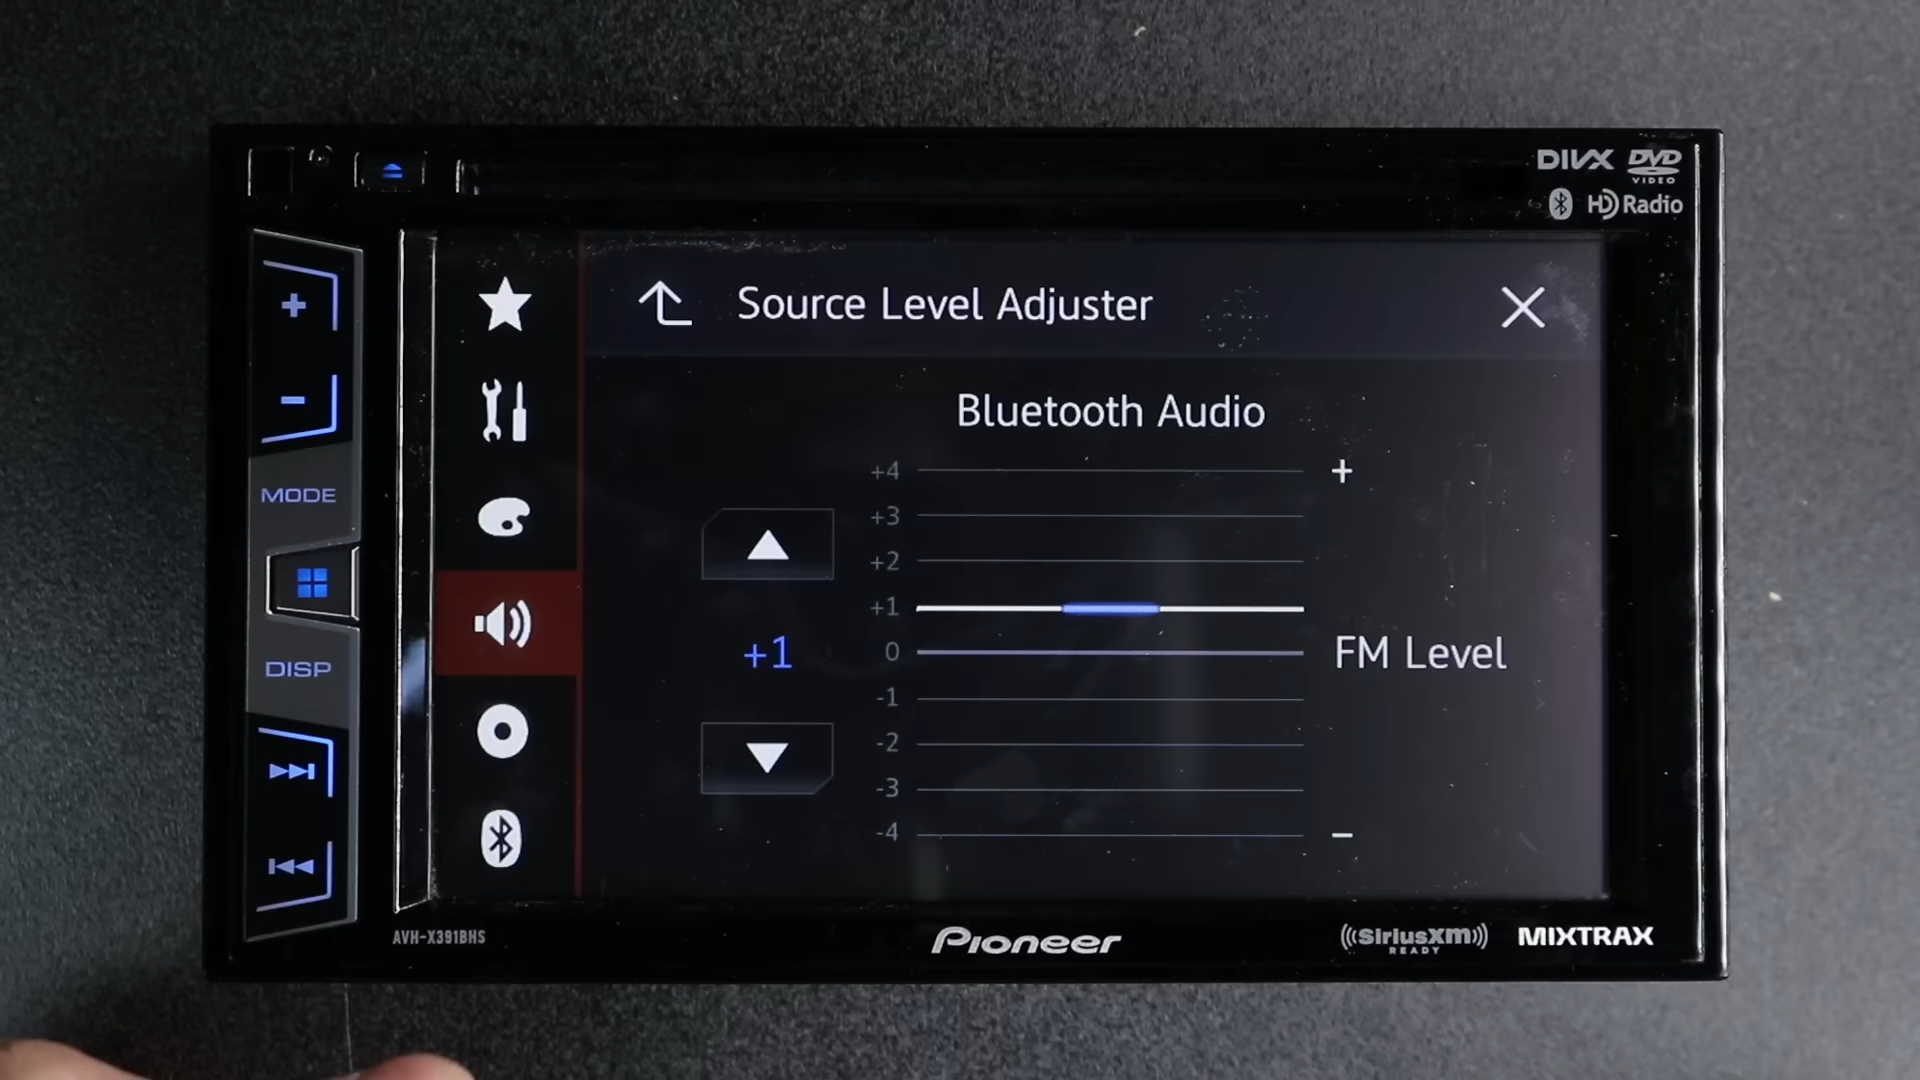 DIVX DVD
VIDEO
HD Radio
Source Level Adjuster
Bluetooth Audio
+4
+
+3
+2
+1
0
+1
FM Level
-1
-2
-3
-4
−
+
−
MODE
DISP
AVH-X391BHS
Pioneer
((SiriusXM))
READY
MIXTRAX